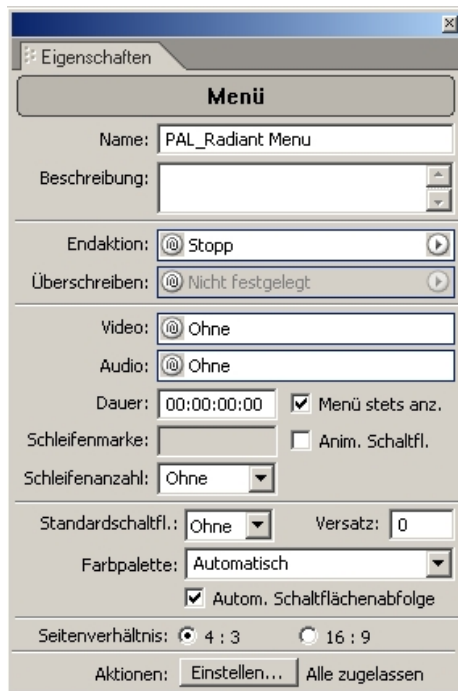 Eigenschaften
Menü
Name: PAL_Radiant Menu
Beschreibung:
Endaktion: Stopp
Überschreiben: Nicht festgelegt
Video: Ohne
Audio: Ohne
Dauer: 00:00:00:00 Menü stets anz.
Schleifenmarke: Anim. Schaltfl.
Schleifenanzahl: Ohne
Standardschaltfl.: Ohne Versatz: 0
Farbpalette: Automatisch
Autom. Schaltflächenabfolge
Seitenverhältnis: 4 : 3 16 : 9
Aktionen: Einstellen... Alle zugelassen